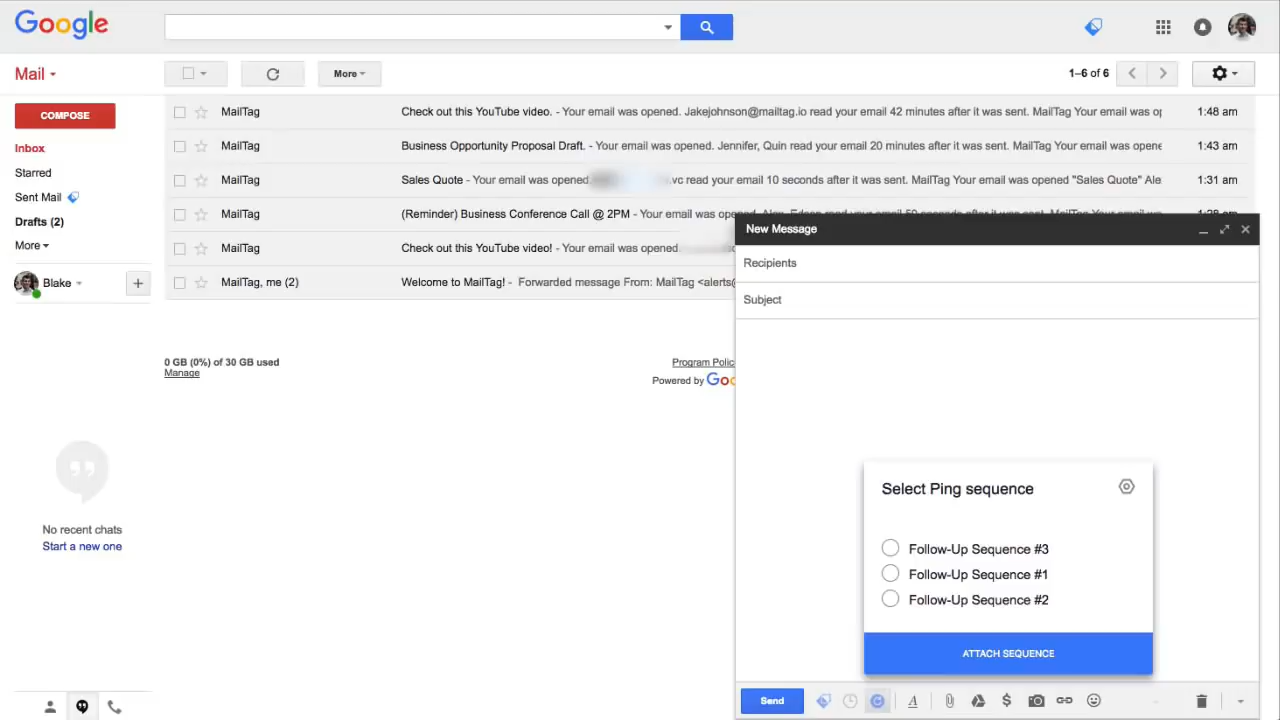 Google
Mail
More
1–6 of 6
COMPOSE
Inbox
Starred
Sent Mail
Drafts (2)
More
Blake
MailTag Check out this YouTube video. - Your email was opened. Jakejohnson@mailtag.io read your email 42 minutes after it was sent. MailTag Your email was op 1:48 am
MailTag Business Opportunity Proposal Draft. - Your email was opened. Jennifer, Quin read your email 20 minutes after it was sent. MailTag Your email was opene 1:43 am
MailTag Sales Quote - Your email was opened .vc read your email 10 seconds after it was sent. MailTag Your email was opened "Sales Quote" Ale 1:31 am
MailTag (Reminder) Business Conference Call @ 2PM - Your email was opened.
MailTag Check out this YouTube video! - Your email was opened
MailTag, me (2) Welcome to MailTag! - Forwarded message From: MailTag <alerts@
0 GB (0%) of 30 GB used
Manage
Program Polic
Powered by Goo
No recent chats
Start a new one
New Message
Recipients
Subject
Select Ping sequence
Follow-Up Sequence #3
Follow-Up Sequence #1
Follow-Up Sequence #2
ATTACH SEQUENCE
Send